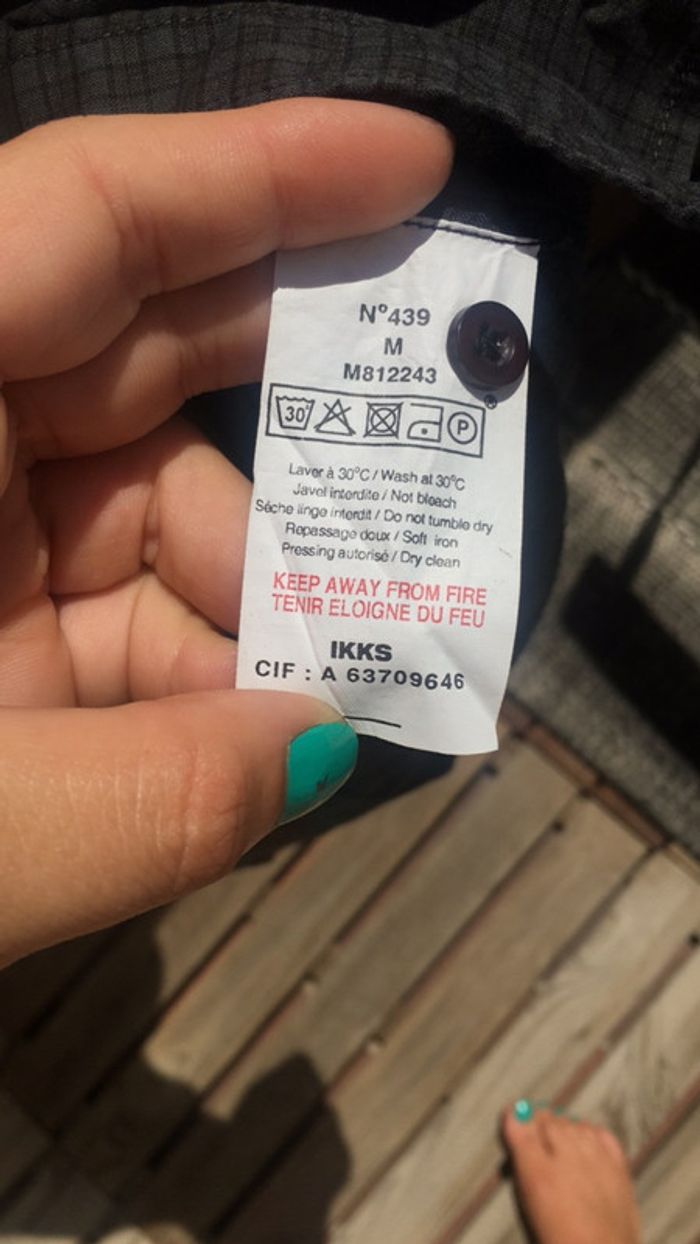 Nº439
M
M812243
®
30° P
Laver à 30°C / Wash at 30°C
Javel interdite / Not bleach
Sèche linge interdit / Do not tumble dry
Repassage doux / Soft iron
Pressing autorisé / Dry clean
KEEP AWAY FROM FIRE
TENIR ELOIGNE DU FEU
IKKS
CIF : A 63709646